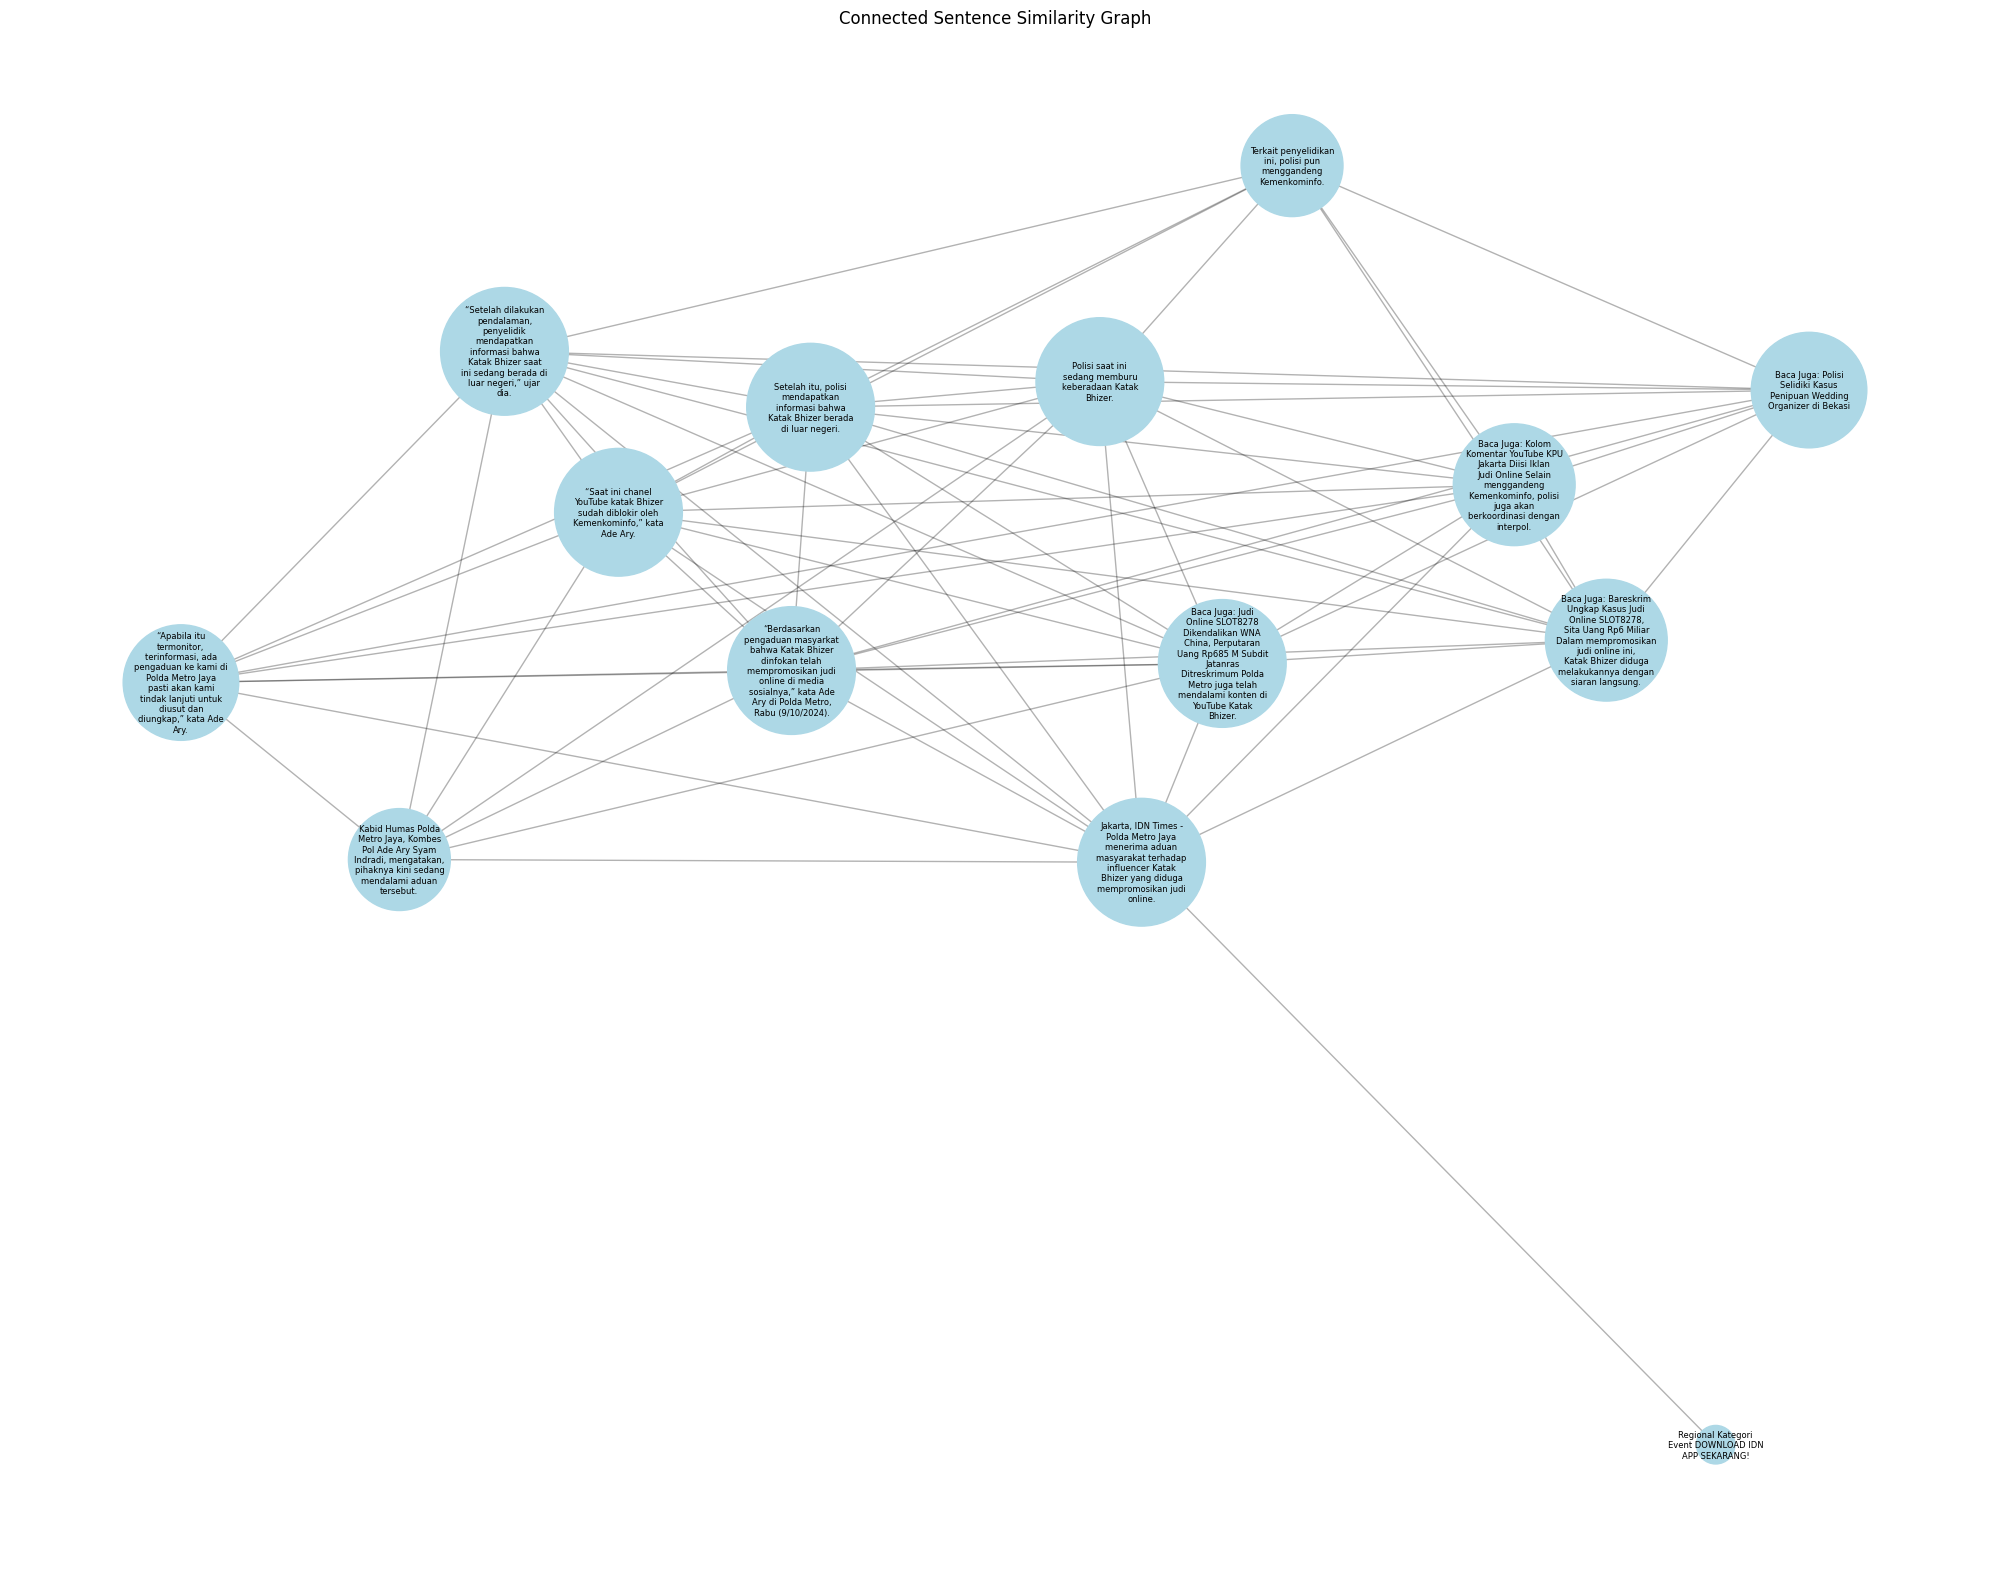 Connected Sentence Similarity Graph
Terkait penyelidikan
ini, polisi pun
menggandeng
Kemenkominfo.
“Setelah dilakukan
pendalaman,
penyelidik
mendapatkan
informasi bahwa
Katak Bhizer saat
ini sedang berada di
luar negeri,” ujar
dia.
Setelah itu, polisi
mendapatkan
informasi bahwa
Katak Bhizer berada
di luar negeri.
Polisi saat ini
sedang memburu
keberadaan Katak
Bhizer.
Baca Juga: Polisi
Selidiki Kasus
Penipuan Wedding
Organizer di Bekasi
Baca Juga: Kolom
Komentar YouTube KPU
Jakarta Diisi Iklan
Judi Online Selain
menggandeng
Kemenkominfo, polisi
juga akan
berkoordinasi dengan
interpol.
“Saat ini chanel
YouTube katak Bhizer
sudah diblokir oleh
Kemenkominfo,” kata
Ade Ary.
“Apabila itu
termonitor,
terinformasi, ada
pengaduan ke kami di
Polda Metro Jaya
pasti akan kami
tindak lanjuti untuk
diusut dan
diungkap,” kata Ade
Ary.
“Berdasarkan
pengaduan masyarkat
bahwa Katak Bhizer
dinfokan telah
mempromosikan judi
online di media
sosialnya,” kata Ade
Ary di Polda Metro,
Rabu (9/10/2024).
Baca Juga: Judi
Online SLOT8278
Dikendalikan WNA
China, Perputaran
Uang Rp685 M Subdit
Jatanras
Ditreskrimum Polda
Metro juga telah
mendalami konten di
YouTube Katak
Bhizer.
Baca Juga: Bareskrim
Ungkap Kasus Judi
Online SLOT8278,
Sita Uang Rp6 Miliar
Dalam mempromosikan
judi online ini,
Katak Bhizer diduga
melakukannya dengan
siaran langsung.
Kabid Humas Polda
Metro Jaya, Kombes
Pol Ade Ary Syam
Indradi, mengatakan,
pihaknya kini sedang
mendalami aduan
tersebut.
Jakarta, IDN Times -
Polda Metro Jaya
menerima aduan
masyarakat terhadap
influencer Katak
Bhizer yang diduga
mempromosikan judi
online.
Regional Kategori
Event DOWNLOAD IDN
APP SEKARANG!